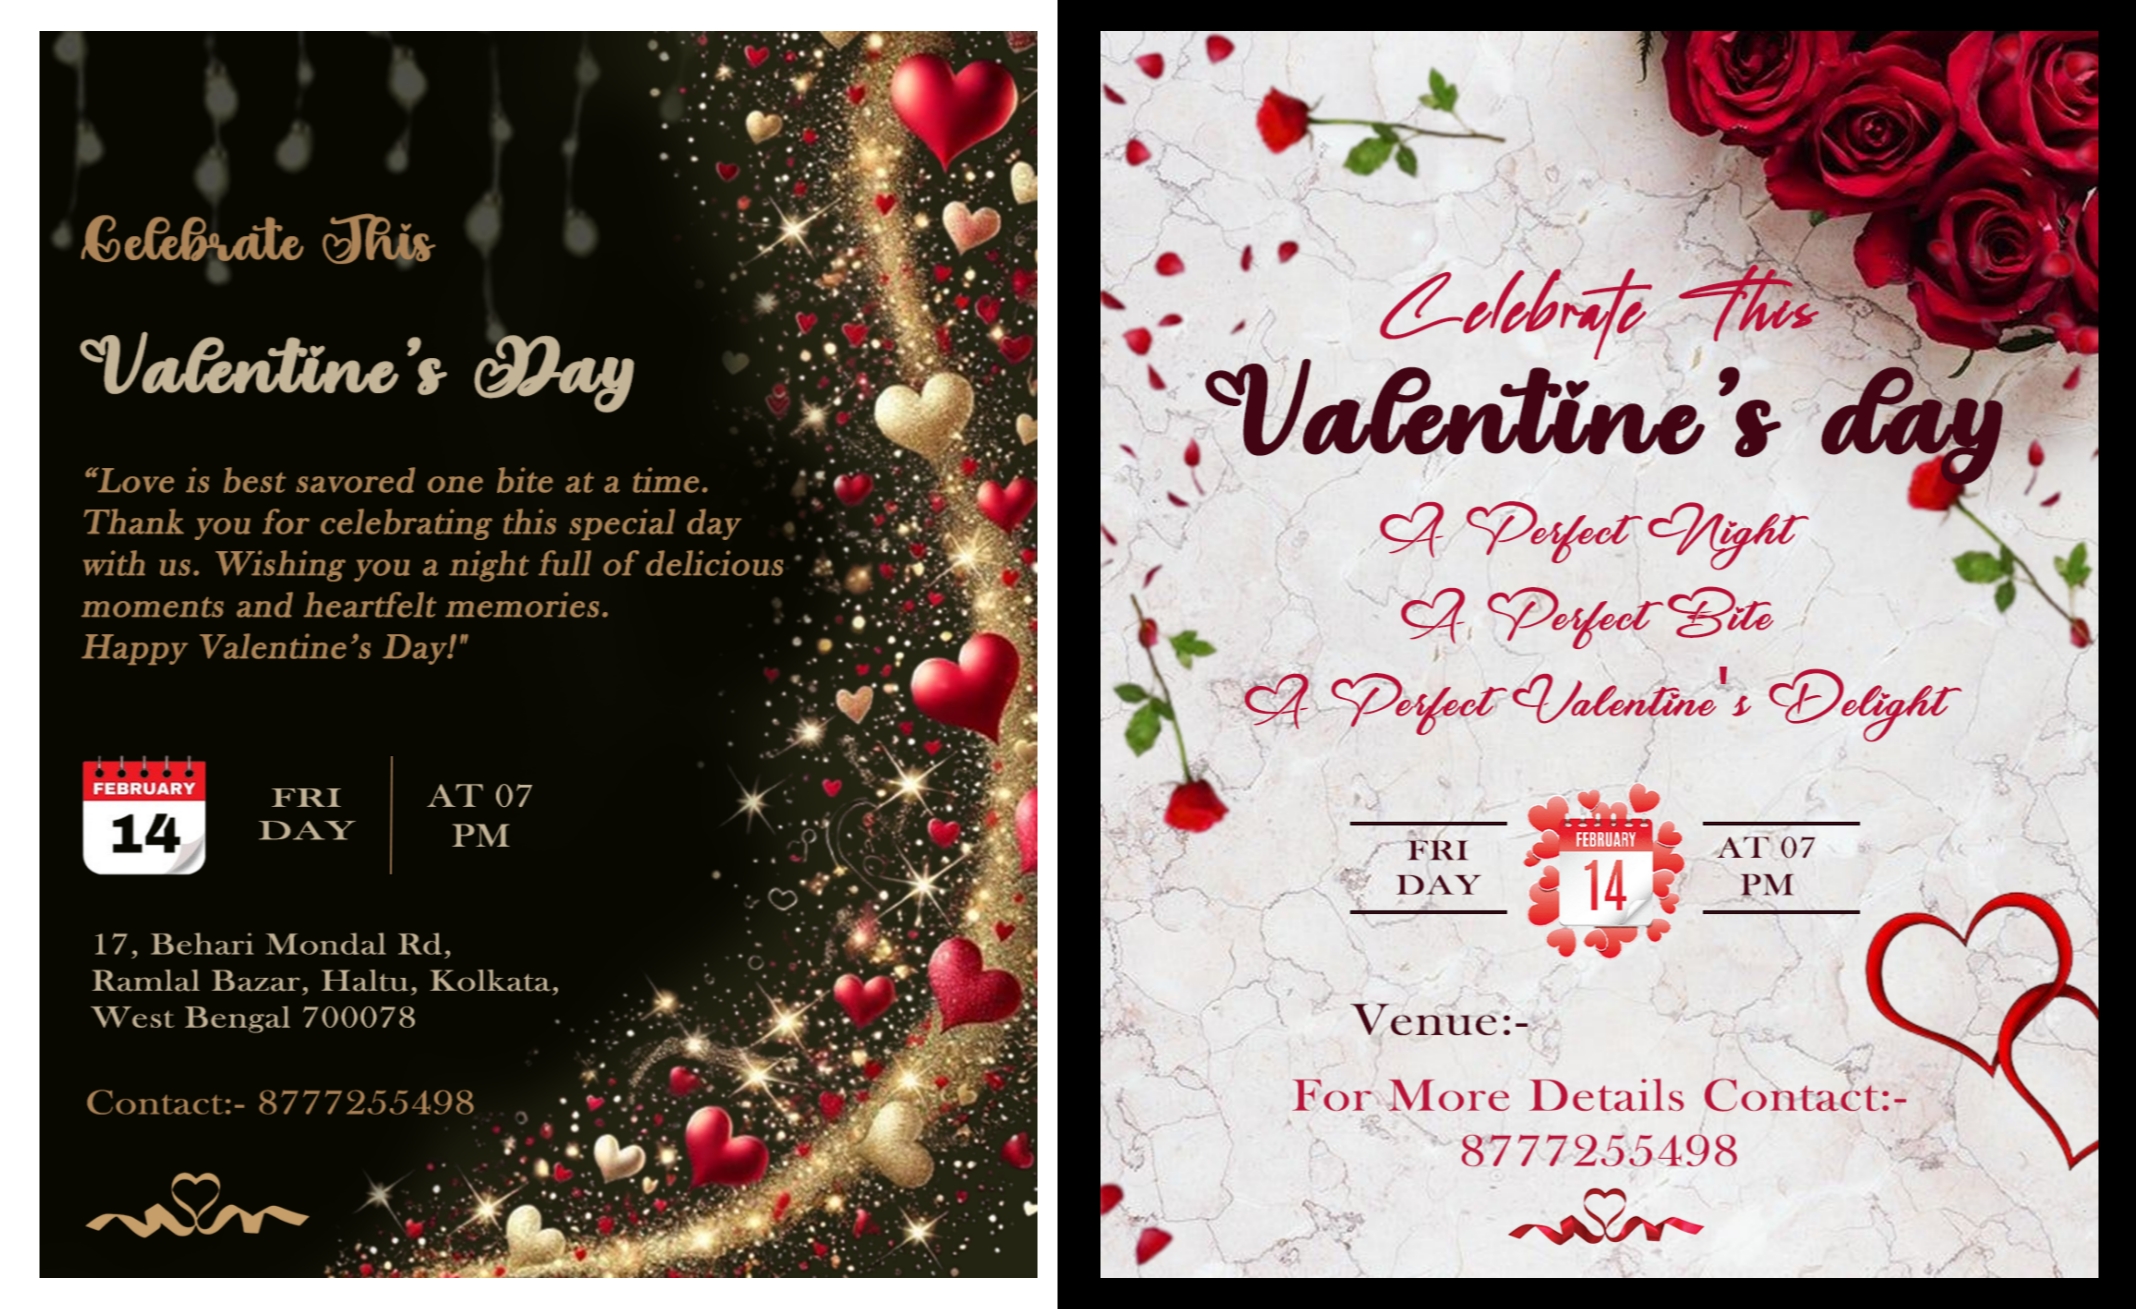 Celebrate This
Valentine's Day
“Love is best savored one bite at a time.
Thank you for celebrating this special day
with us. Wishing you a night full of delicious
moments and heartfelt memories.
Happy Valentine’s Day!"
FEBRUARY
14
FRI
DAY
AT 07
PM
17, Behari Mondal Rd,
Ramlal Bazar, Haltu, Kolkata,
West Bengal 700078
Contact:- 8777255498
Celebrate This
Valentine's day
A Perfect Night
A Perfect Bite
A Perfect Valentine's Delight
FRI
DAY
FEBRUARY
14
AT 07
PM
Venue:-
For More Details Contact:-
8777255498